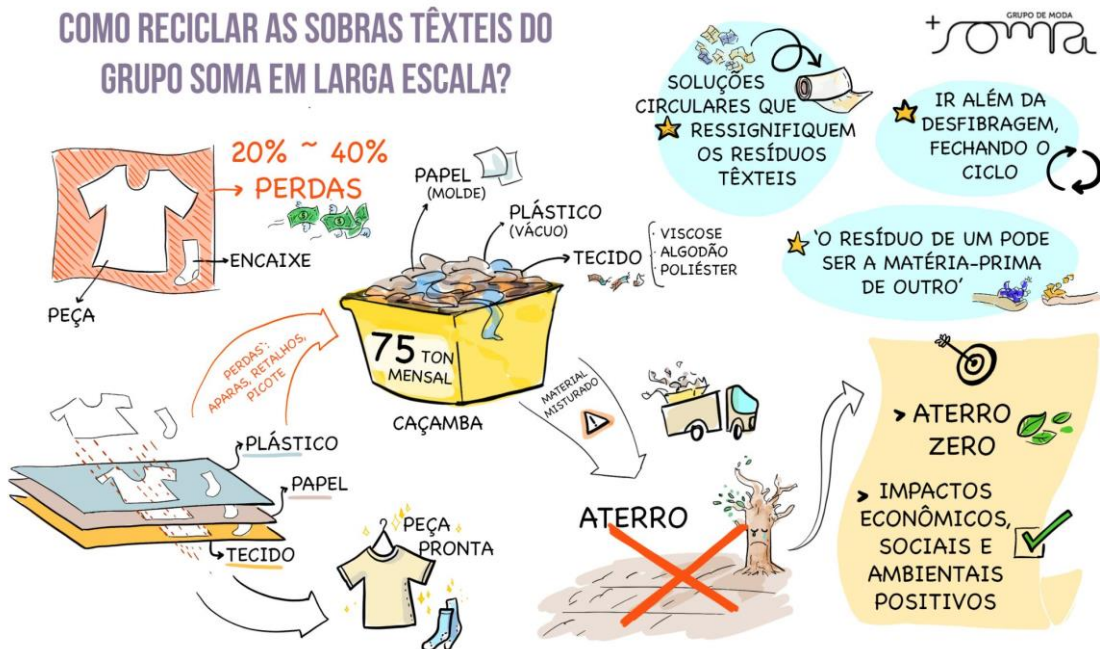 COMO RECICLAR AS SOBRAS TÊXTEIS DO
GRUPO SOMA EM LARGA ESCALA?
GRUPO DE MODA
+soma
SOLUÇÕES
CIRCULARES QUE
RESSIGNIFIQUEM
OS RESÍDUOS
TÊXTEIS
IR ALÉM DA
DESFIBRAGEM,
FECHANDO O
CICLO
'O RESÍDUO DE UM PODE
SER A MATÉRIA-PRIMA
DE OUTRO'
20% ~ 40%
PERDAS
ENCAIXE
PEÇA
PAPEL
(MOLDE)
PLÁSTICO
(VÁCUO)
TECIDO
· VISCOSE
· ALGODÃO
· POLIÉSTER
75 TON
MENSAL
CAÇAMBA
PERDAS:
APARAS, RETALHOS,
PICOTE
PLÁSTICO
PAPEL
TECIDO
PEÇA
PRONTA
MATERIAL
MISTURADO
ATERRO
> ATERRO
ZERO
> IMPACTOS
ECONÔMICOS,
SOCIAIS E
AMBIENTAIS
POSITIVOS